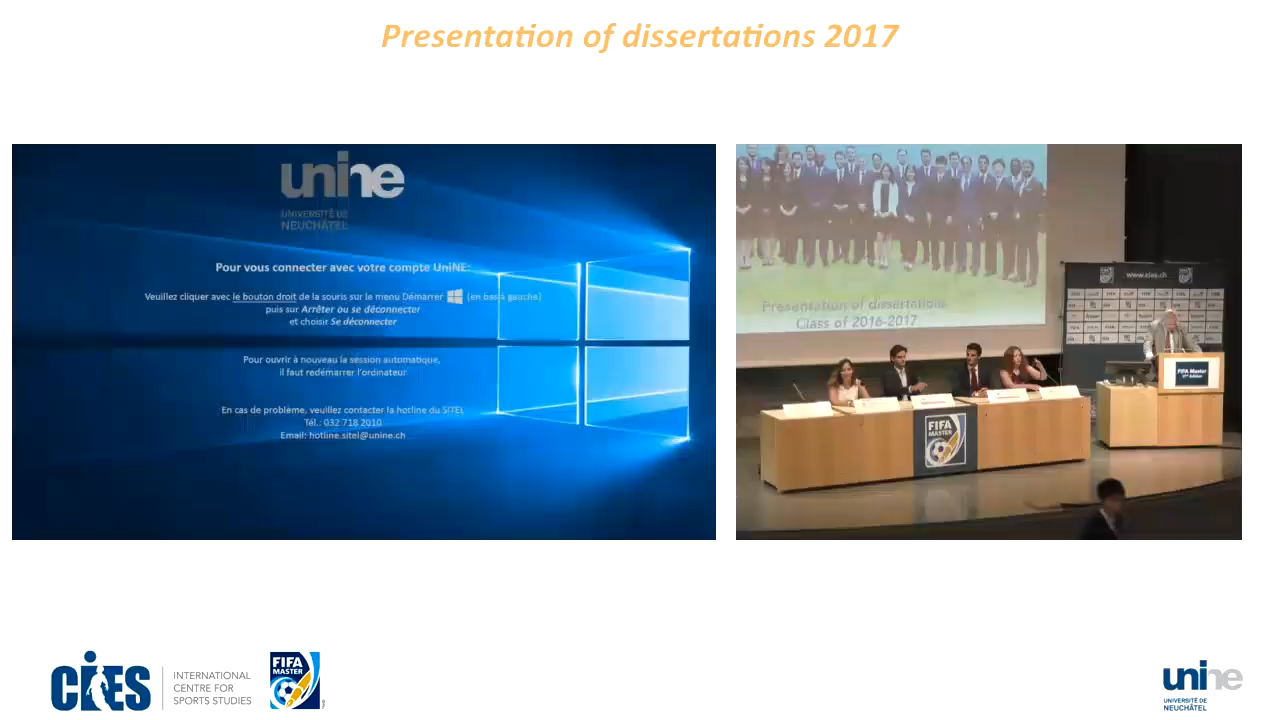 Presentation of dissertations 2017
unine
UNIVERSITÉ DE
NEUCHÂTEL
Pour vous connecter avec votre compte UniNE:
Veuillez cliquer avec le bouton droit de la souris sur le menu Démarrer (en bas à gauche)
puis sur Arrêter ou se déconnecter
et choisir Se déconnecter
Pour ouvrir à nouveau la session automatique,
il faut redémarrer l'ordinateur
En cas de problème, veuillez contacter la hotline du SITEL
Tél.: 032 718 2010
Email: hotline.sitel@unine.ch
Presentation of dissertations
Class of 2016-2017
www.cies.ch
FIFA Master
17th Edition
FIFA
MASTER
CIES
INTERNATIONAL
CENTRE FOR
SPORTS STUDIES
FIFA
MASTER
unine
UNIVERSITÉ DE
NEUCHÂTEL